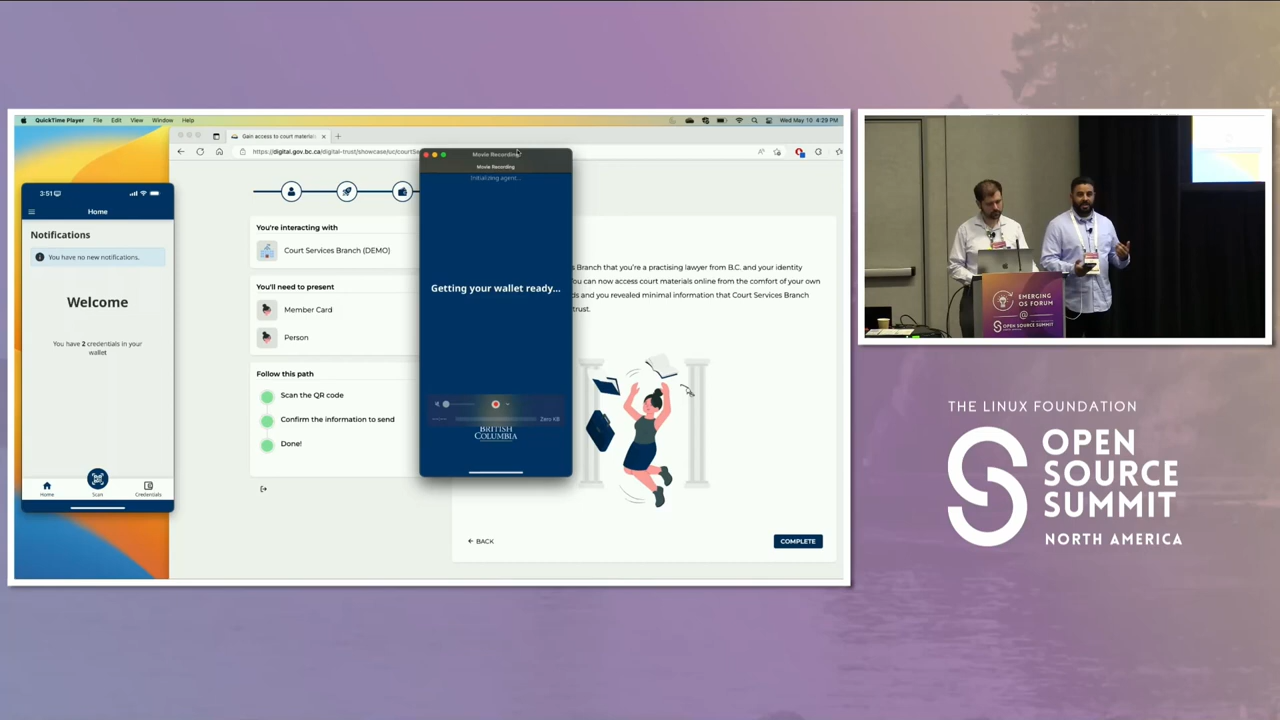 QuickTime Player File Edit View Window Help
Wed May 10 4:29 PM
Gain access to court materials
https://digital.gov.bc.ca/digital-trust/showcase/uc/courtSe
3:51
Home
Notifications
You have no new notifications.
Welcome
You have 2 credentials in your
wallet
Home
Scan
Credentials
You're interacting with
Court Services Branch (DEMO)
You'll need to present
Member Card
Person
Follow this path
Scan the QR code
Confirm the information to send
Done!
Movie Recording
Movie Recording
Initializing agent...
Getting your wallet ready...
Zero KB
BRITISH
COLUMBIA
s Branch that you're a practising lawyer from B.C. and your identity
ou can now access court materials online from the comfort of your own
ds and you revealed minimal information that Court Services Branch
trust.
BACK
COMPLETE
EMERGING
OS FORUM
@
OPEN SOURCE SUMMIT
THE LINUX FOUNDATION
OPEN
SOURCE
SUMMIT
NORTH AMERICA